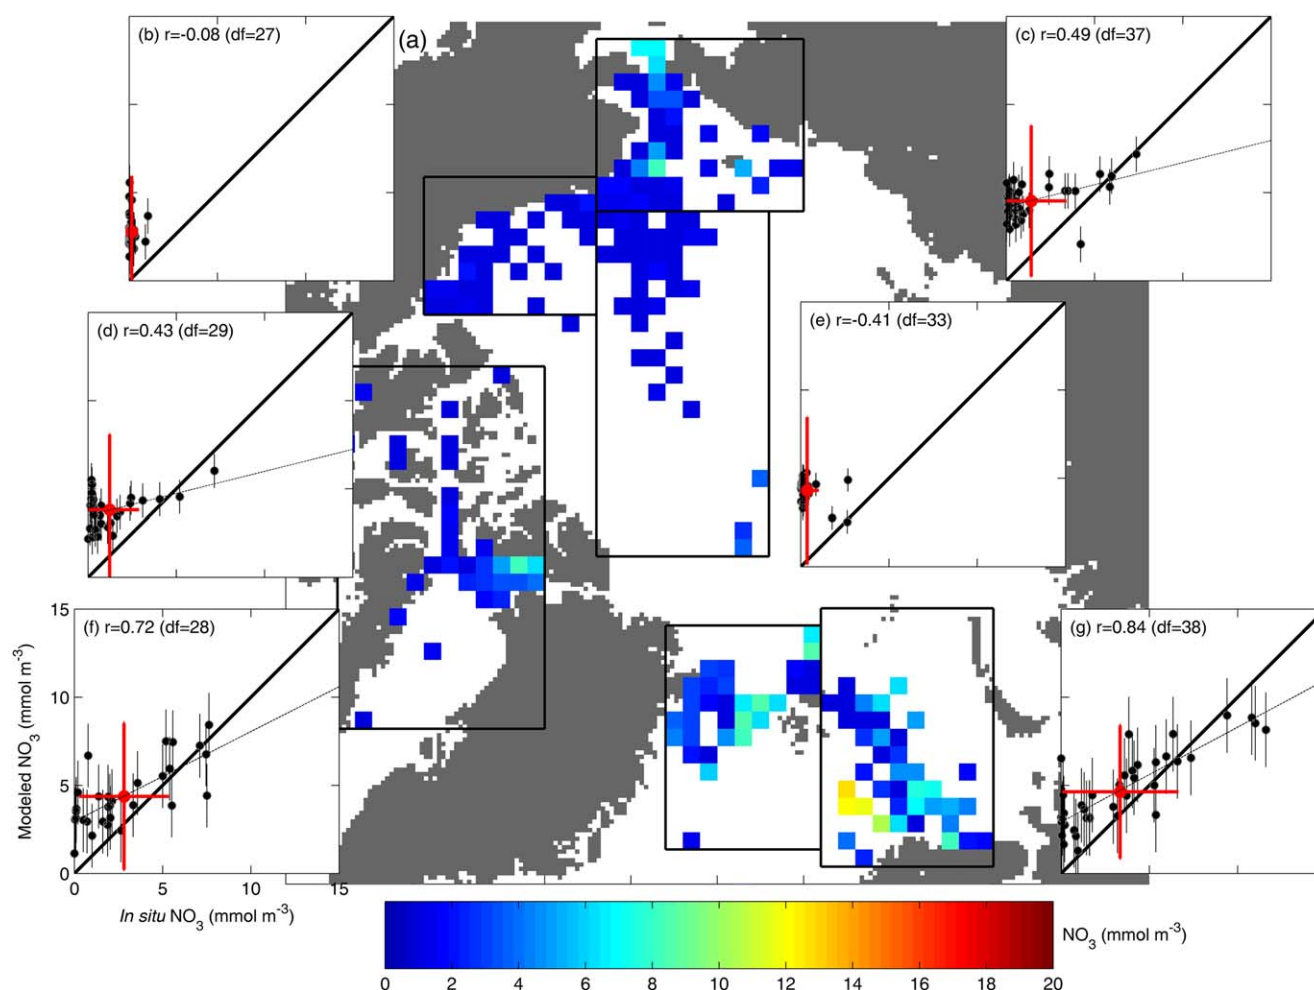 (b) r=-0.08 (df=27)
(a)
(c) r=0.49 (df=37)
(d) r=0.43 (df=29)
(e) r=-0.41 (df=33)
15
(f) r=0.72 (df=28)
(g) r=0.84 (df=38)
10
5
0
Modeled NO3 (mmol m-3)
0 5 10 15
In situ NO3 (mmol m-3)
NO3 (mmol m-3)
0 2 4 6 8 10 12 14 16 18 20